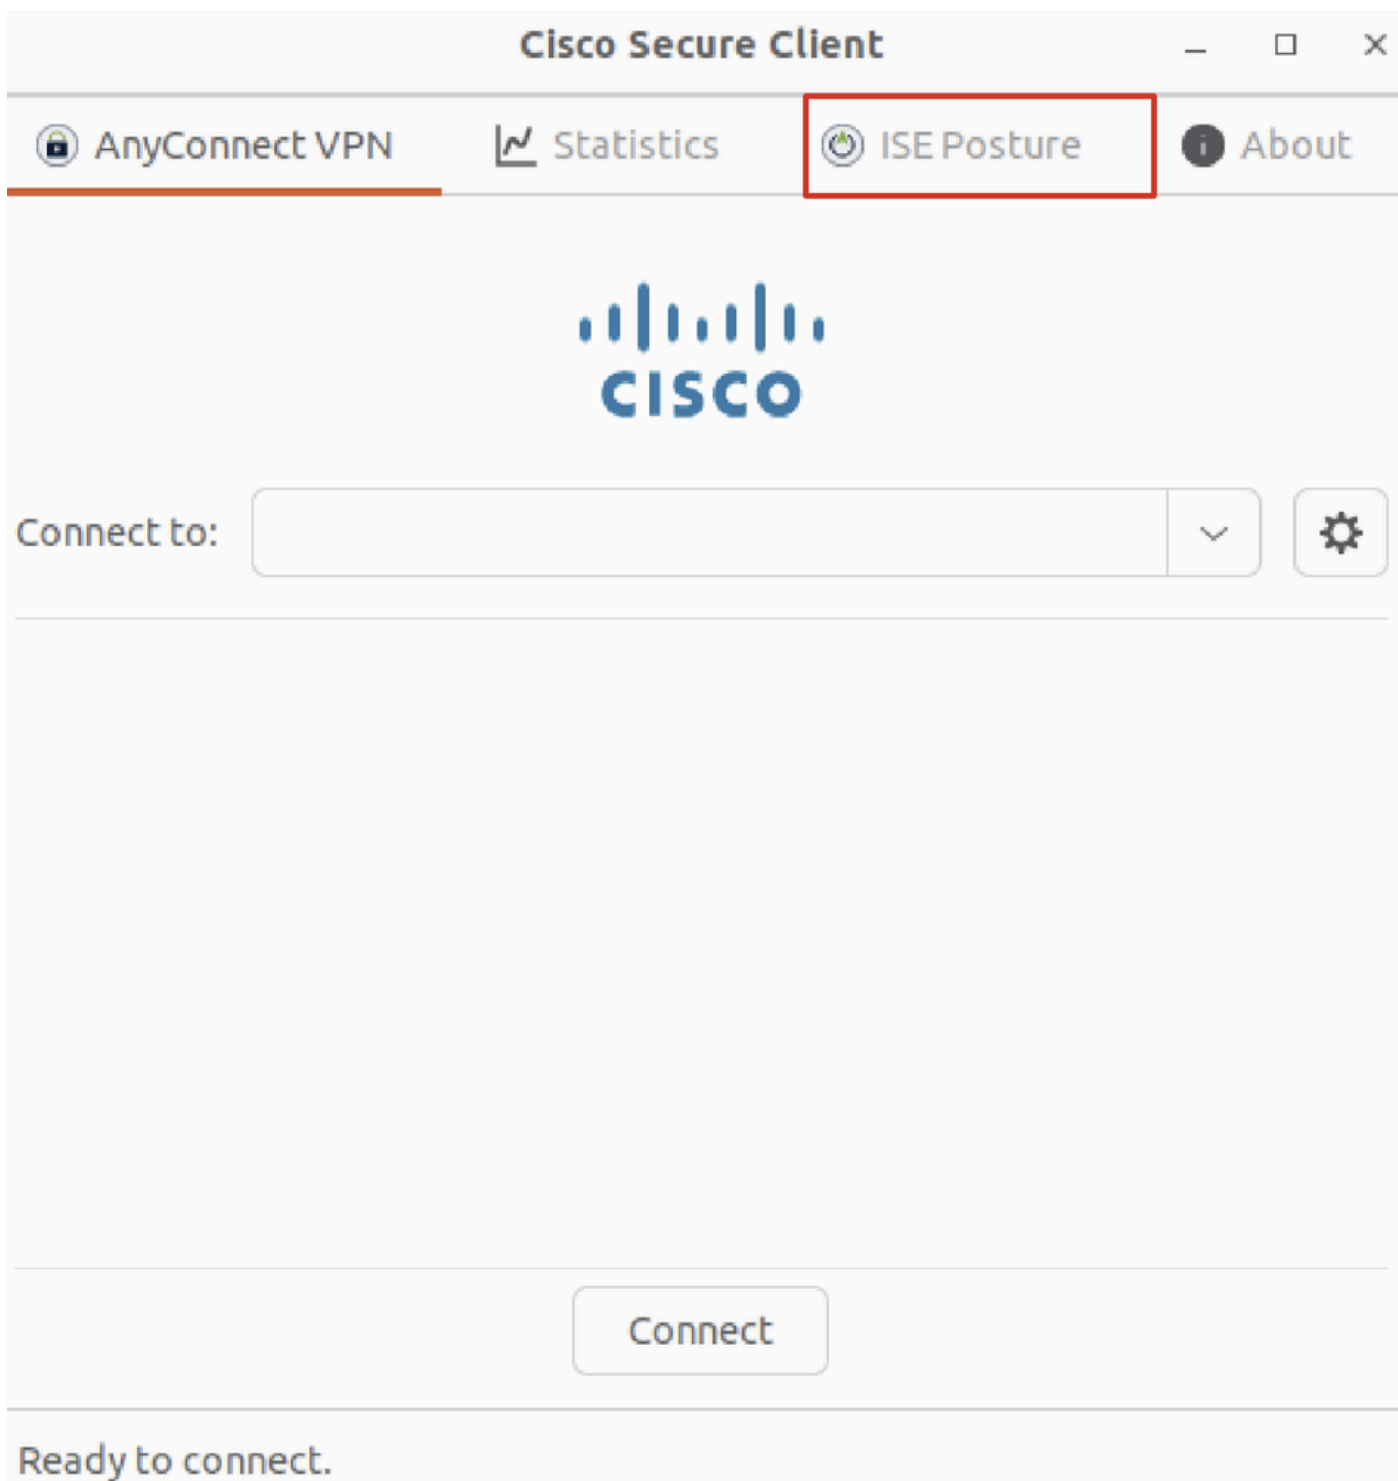 Cisco Secure Client
AnyConnect VPN Statistics ISE Posture About
CISCO
Connect to:
Connect
Ready to connect.